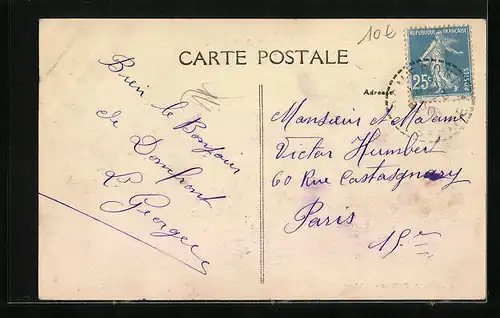 10c
CARTE POSTALE
REPUBLIQUE FRANÇAISE
25c
POSTES
Adresse
Bien le Bonjour
de Domfront
Georges
Monsieur et Madame
Victor Humbert
60 Rue Castagnary
Paris
15e